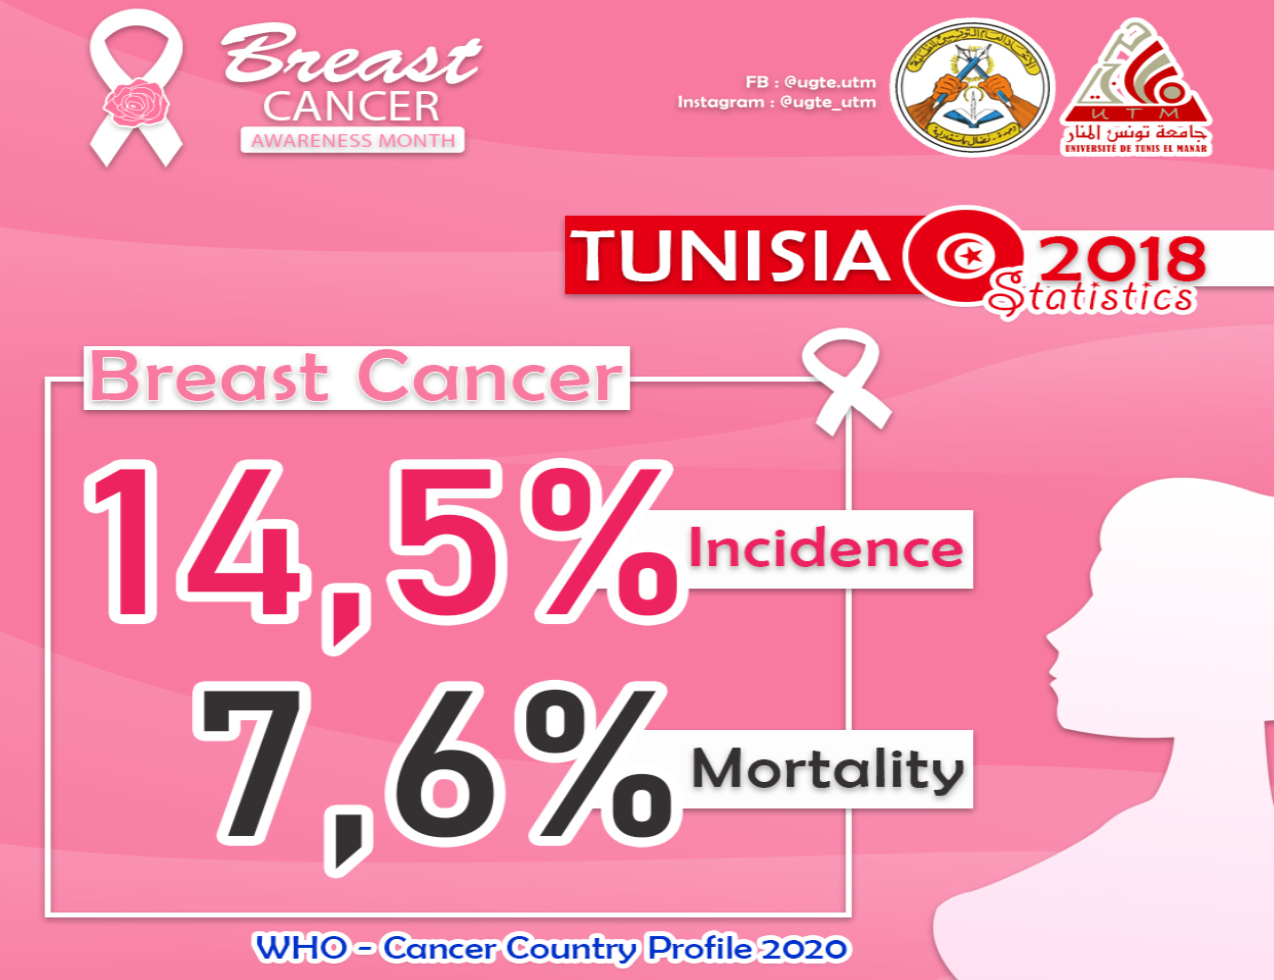 Breast
CANCER
AWARENESS MONTH
FB : @ugte.utm
Instagram : @ugte_utm
UTM
جامعة تونس المنار
UNIVERSITÉ DE TUNIS EL MANAR
TUNISIA
2018
Statistics
Breast Cancer
14,5%
Incidence
7,6%
Mortality
WHO - Cancer Country Profile 2020